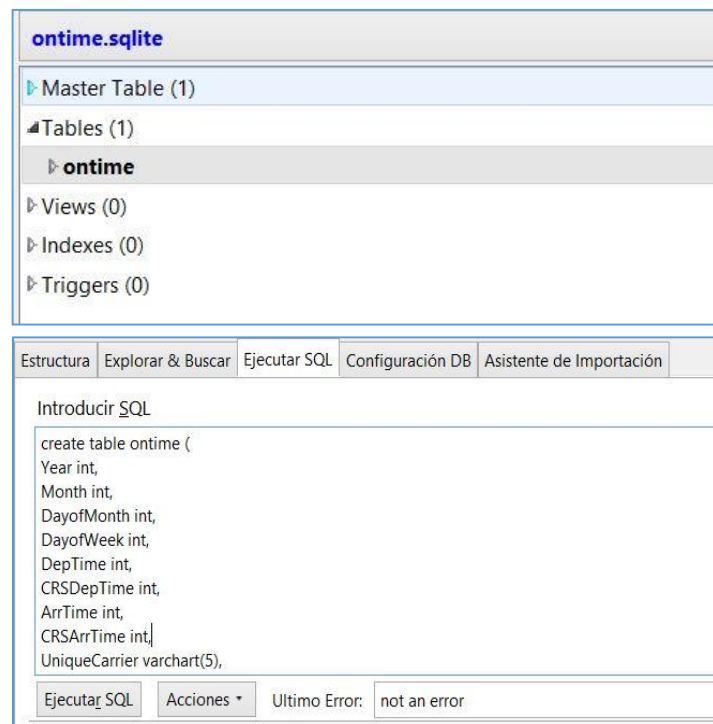 ontime.sqlite
Master Table (1)
Tables (1)
ontime
Views (0)
Indexes (0)
Triggers (0)
Estructura Explorar & Buscar Ejecutar SQL Configuración DB Asistente de Importación
Introducir SQL
create table ontime (
Year int,
Month int,
DayofMonth int,
DayofWeek int,
DepTime int,
CRSDepTime int,
ArrTime int,
CRSArrTime int,
UniqueCarrier varchart(5),
Ejecutar SQL Acciones Ultimo Error: not an error